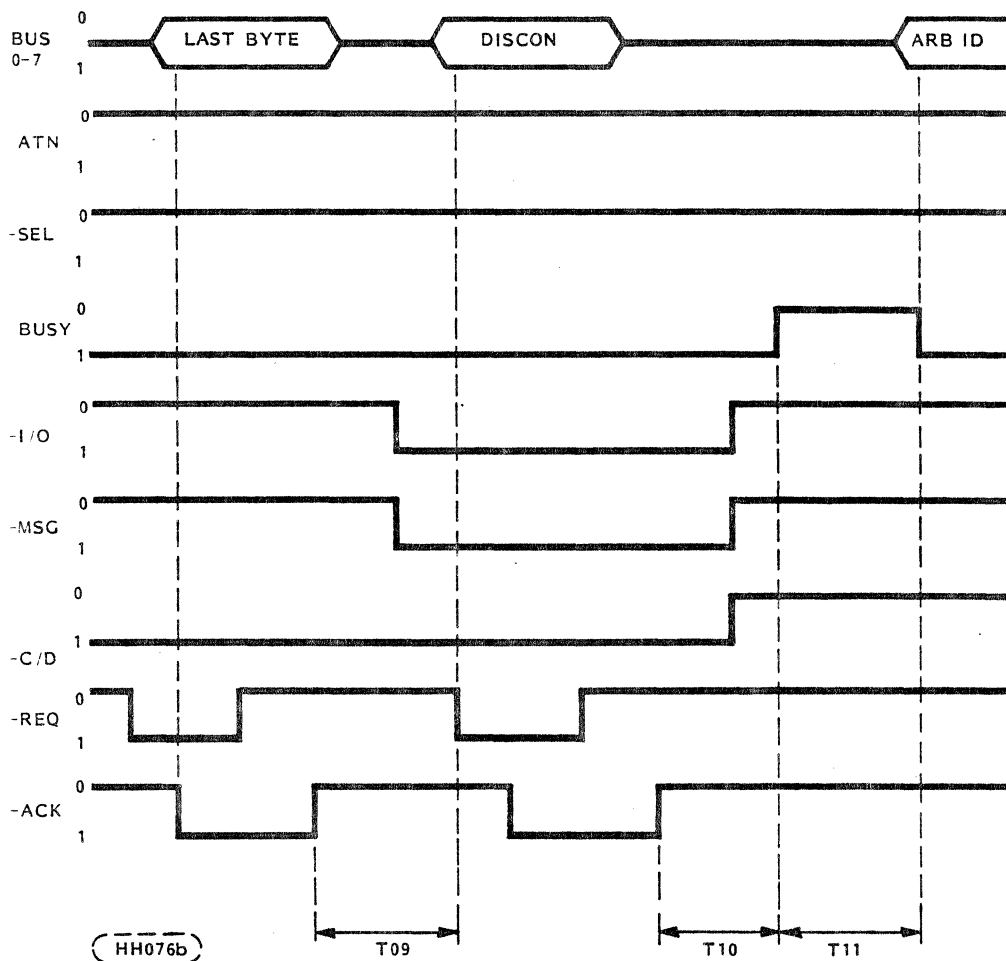 0
BUS LAST BYTE DISCON ARB ID
0-7
1
0
ATN
1
0
-SEL
1
0
BUSY
1
0
-I/O
1
0
-MSG
1
0
1
-C/D
0
-REQ
1
0
-ACK
1
HH076b T09 T10 T11